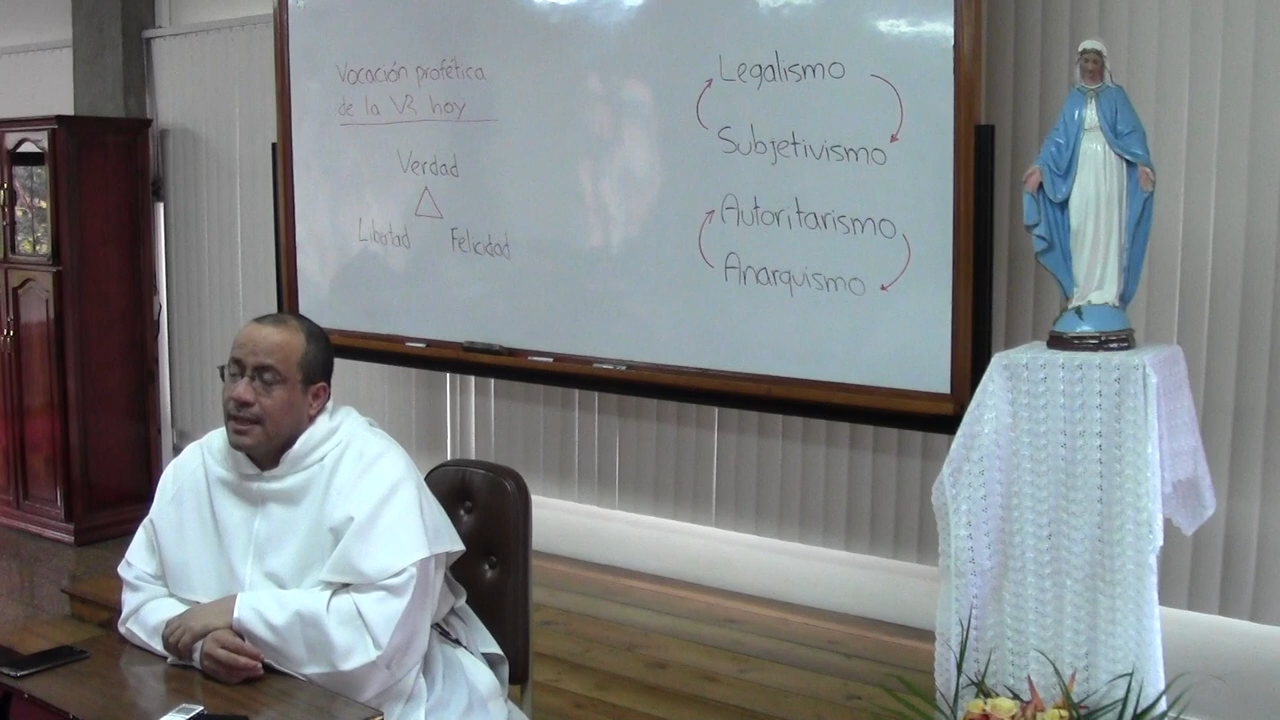 Vocación profética
de la VR hoy
Verdad
Libertad Felicidad
Legalismo
Subjetivismo
Autoritarismo
Anarquismo